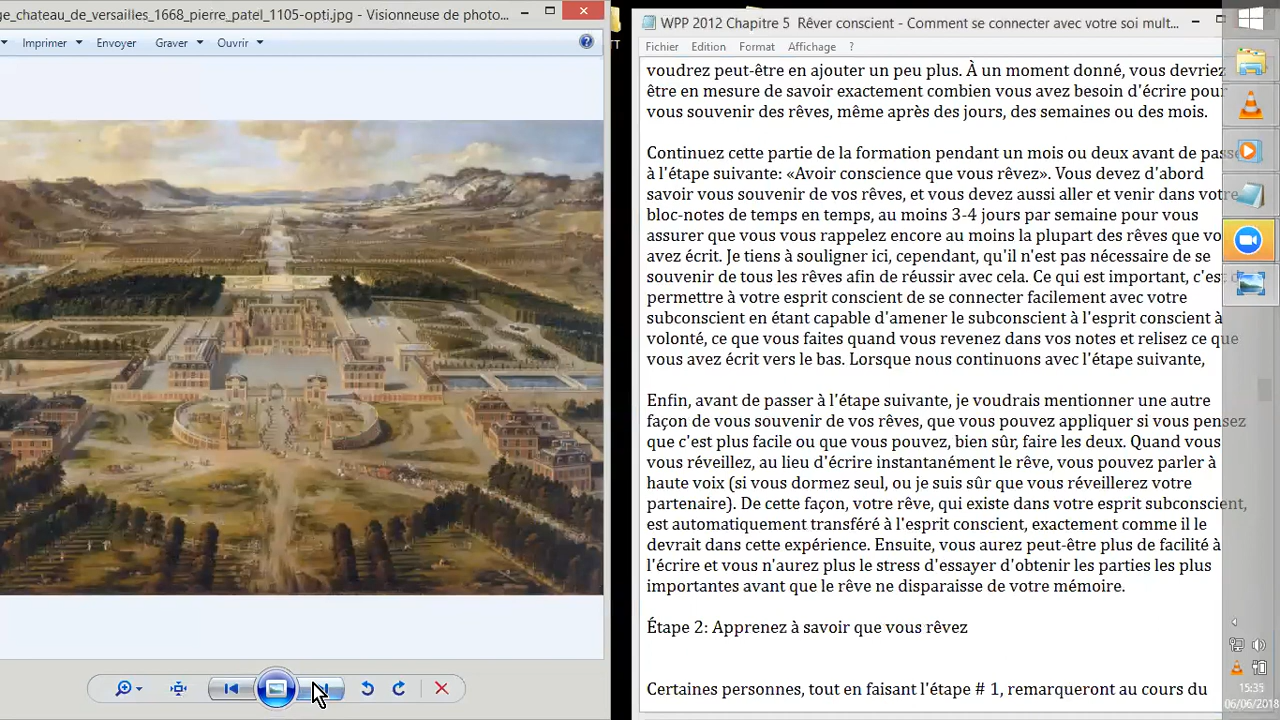 ge_chateau_de_versailles_1668_pierre_patel_1105-opti.jpg - Visionneuse de photo...
Imprimer Envoyer Graver Ouvrir
WPP 2012 Chapitre 5 Rêver conscient - Comment se connecter avec votre soi mult...
Fichier Edition Format Affichage ?
voudrez peut-être en ajouter un peu plus. À un moment donné, vous devriez
être en mesure de savoir exactement combien vous avez besoin d'écrire pour
vous souvenir des rêves, même après des jours, des semaines ou des mois.
Continuez cette partie de la formation pendant un mois ou deux avant de passe
à l'étape suivante: «Avoir conscience que vous rêvez». Vous devez d'abord
savoir vous souvenir de vos rêves, et vous devez aussi aller et venir dans votre
bloc-notes de temps en temps, au moins 3-4 jours par semaine pour vous
assurer que vous vous rappelez encore au moins la plupart des rêves que vo
avez écrit. Je tiens à souligner ici, cependant, qu'il n'est pas nécessaire de se
souvenir de tous les rêves afin de réussir avec cela. Ce qui est important, c'est
permettre à votre esprit conscient de se connecter facilement avec votre
subconscient en étant capable d'amener le subconscient à l'esprit conscient à
volonté, ce que vous faites quand vous revenez dans vos notes et relisez ce que
vous avez écrit vers le bas. Lorsque nous continuons avec l'étape suivante,
Enfin, avant de passer à l'étape suivante, je voudrais mentionner une autre
façon de vous souvenir de vos rêves, que vous pouvez appliquer si vous pensez
que c'est plus facile ou que vous pouvez, bien sûr, faire les deux. Quand vous
vous réveillez, au lieu d'écrire instantanément le rêve, vous pouvez parler à
haute voix (si vous dormez seul, ou je suis sûr que vous réveillerez votre
partenaire). De cette façon, votre rêve, qui existe dans votre esprit subconscient,
est automatiquement transféré à l'esprit conscient, exactement comme il le
devrait dans cette expérience. Ensuite, vous aurez peut-être plus de facilité à
l'écrire et vous n'aurez plus le stress d'essayer d'obtenir les parties les plus
importantes avant que le rêve ne disparaisse de votre mémoire.
Étape 2: Apprenez à savoir que vous rêvez
Certaines personnes, tout en faisant l'étape # 1, remarqueront au cours du
15:35
06/06/2018